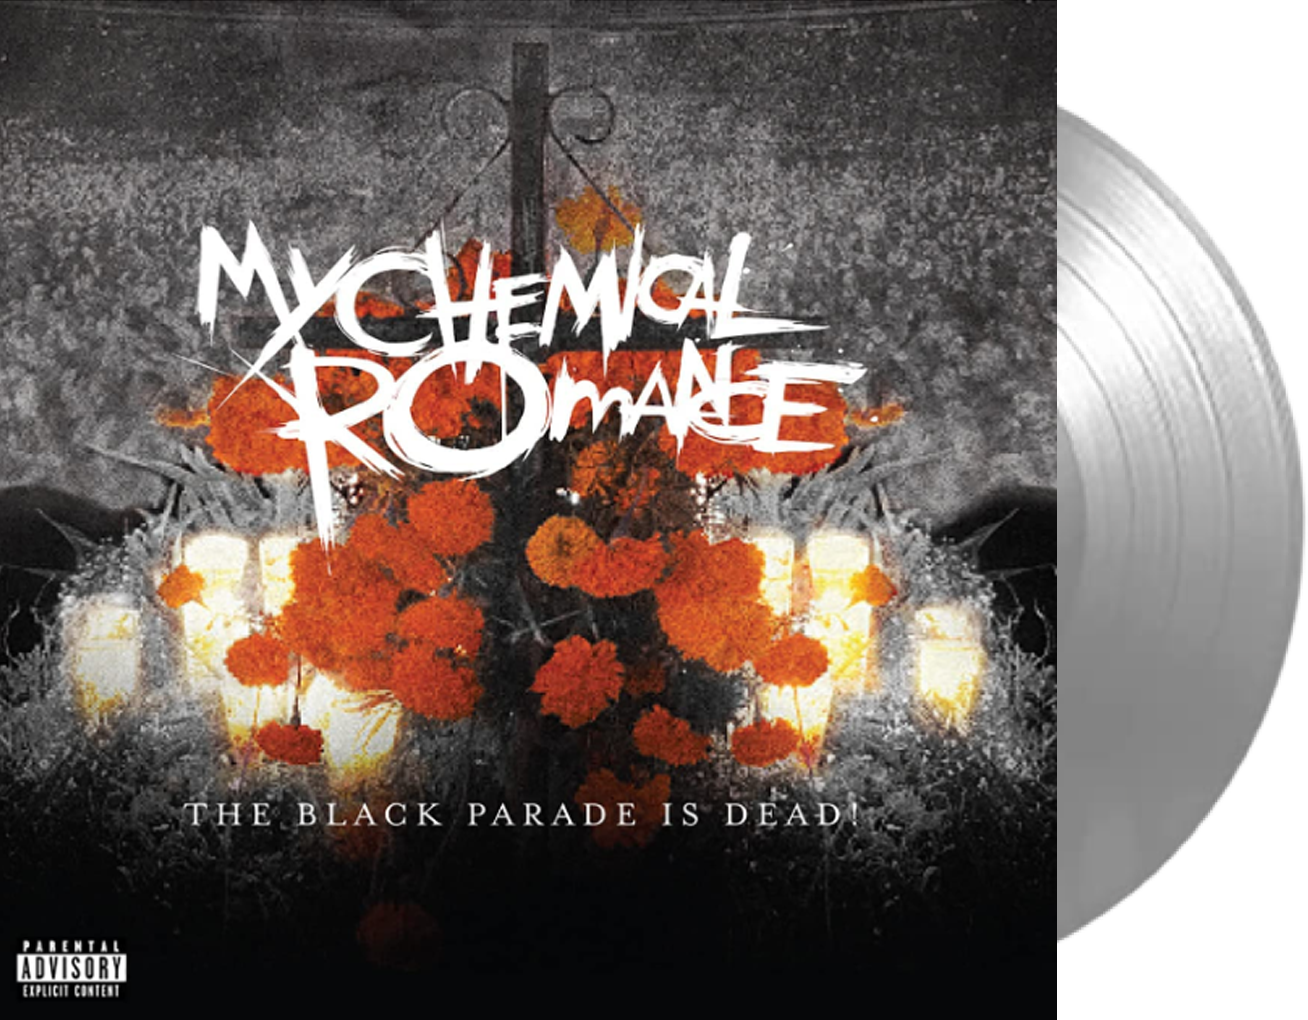 MY CHEMICAL
ROMANCE
THE BLACK PARADE IS DEAD!
PARENTAL
ADVISORY
EXPLICIT CONTENT